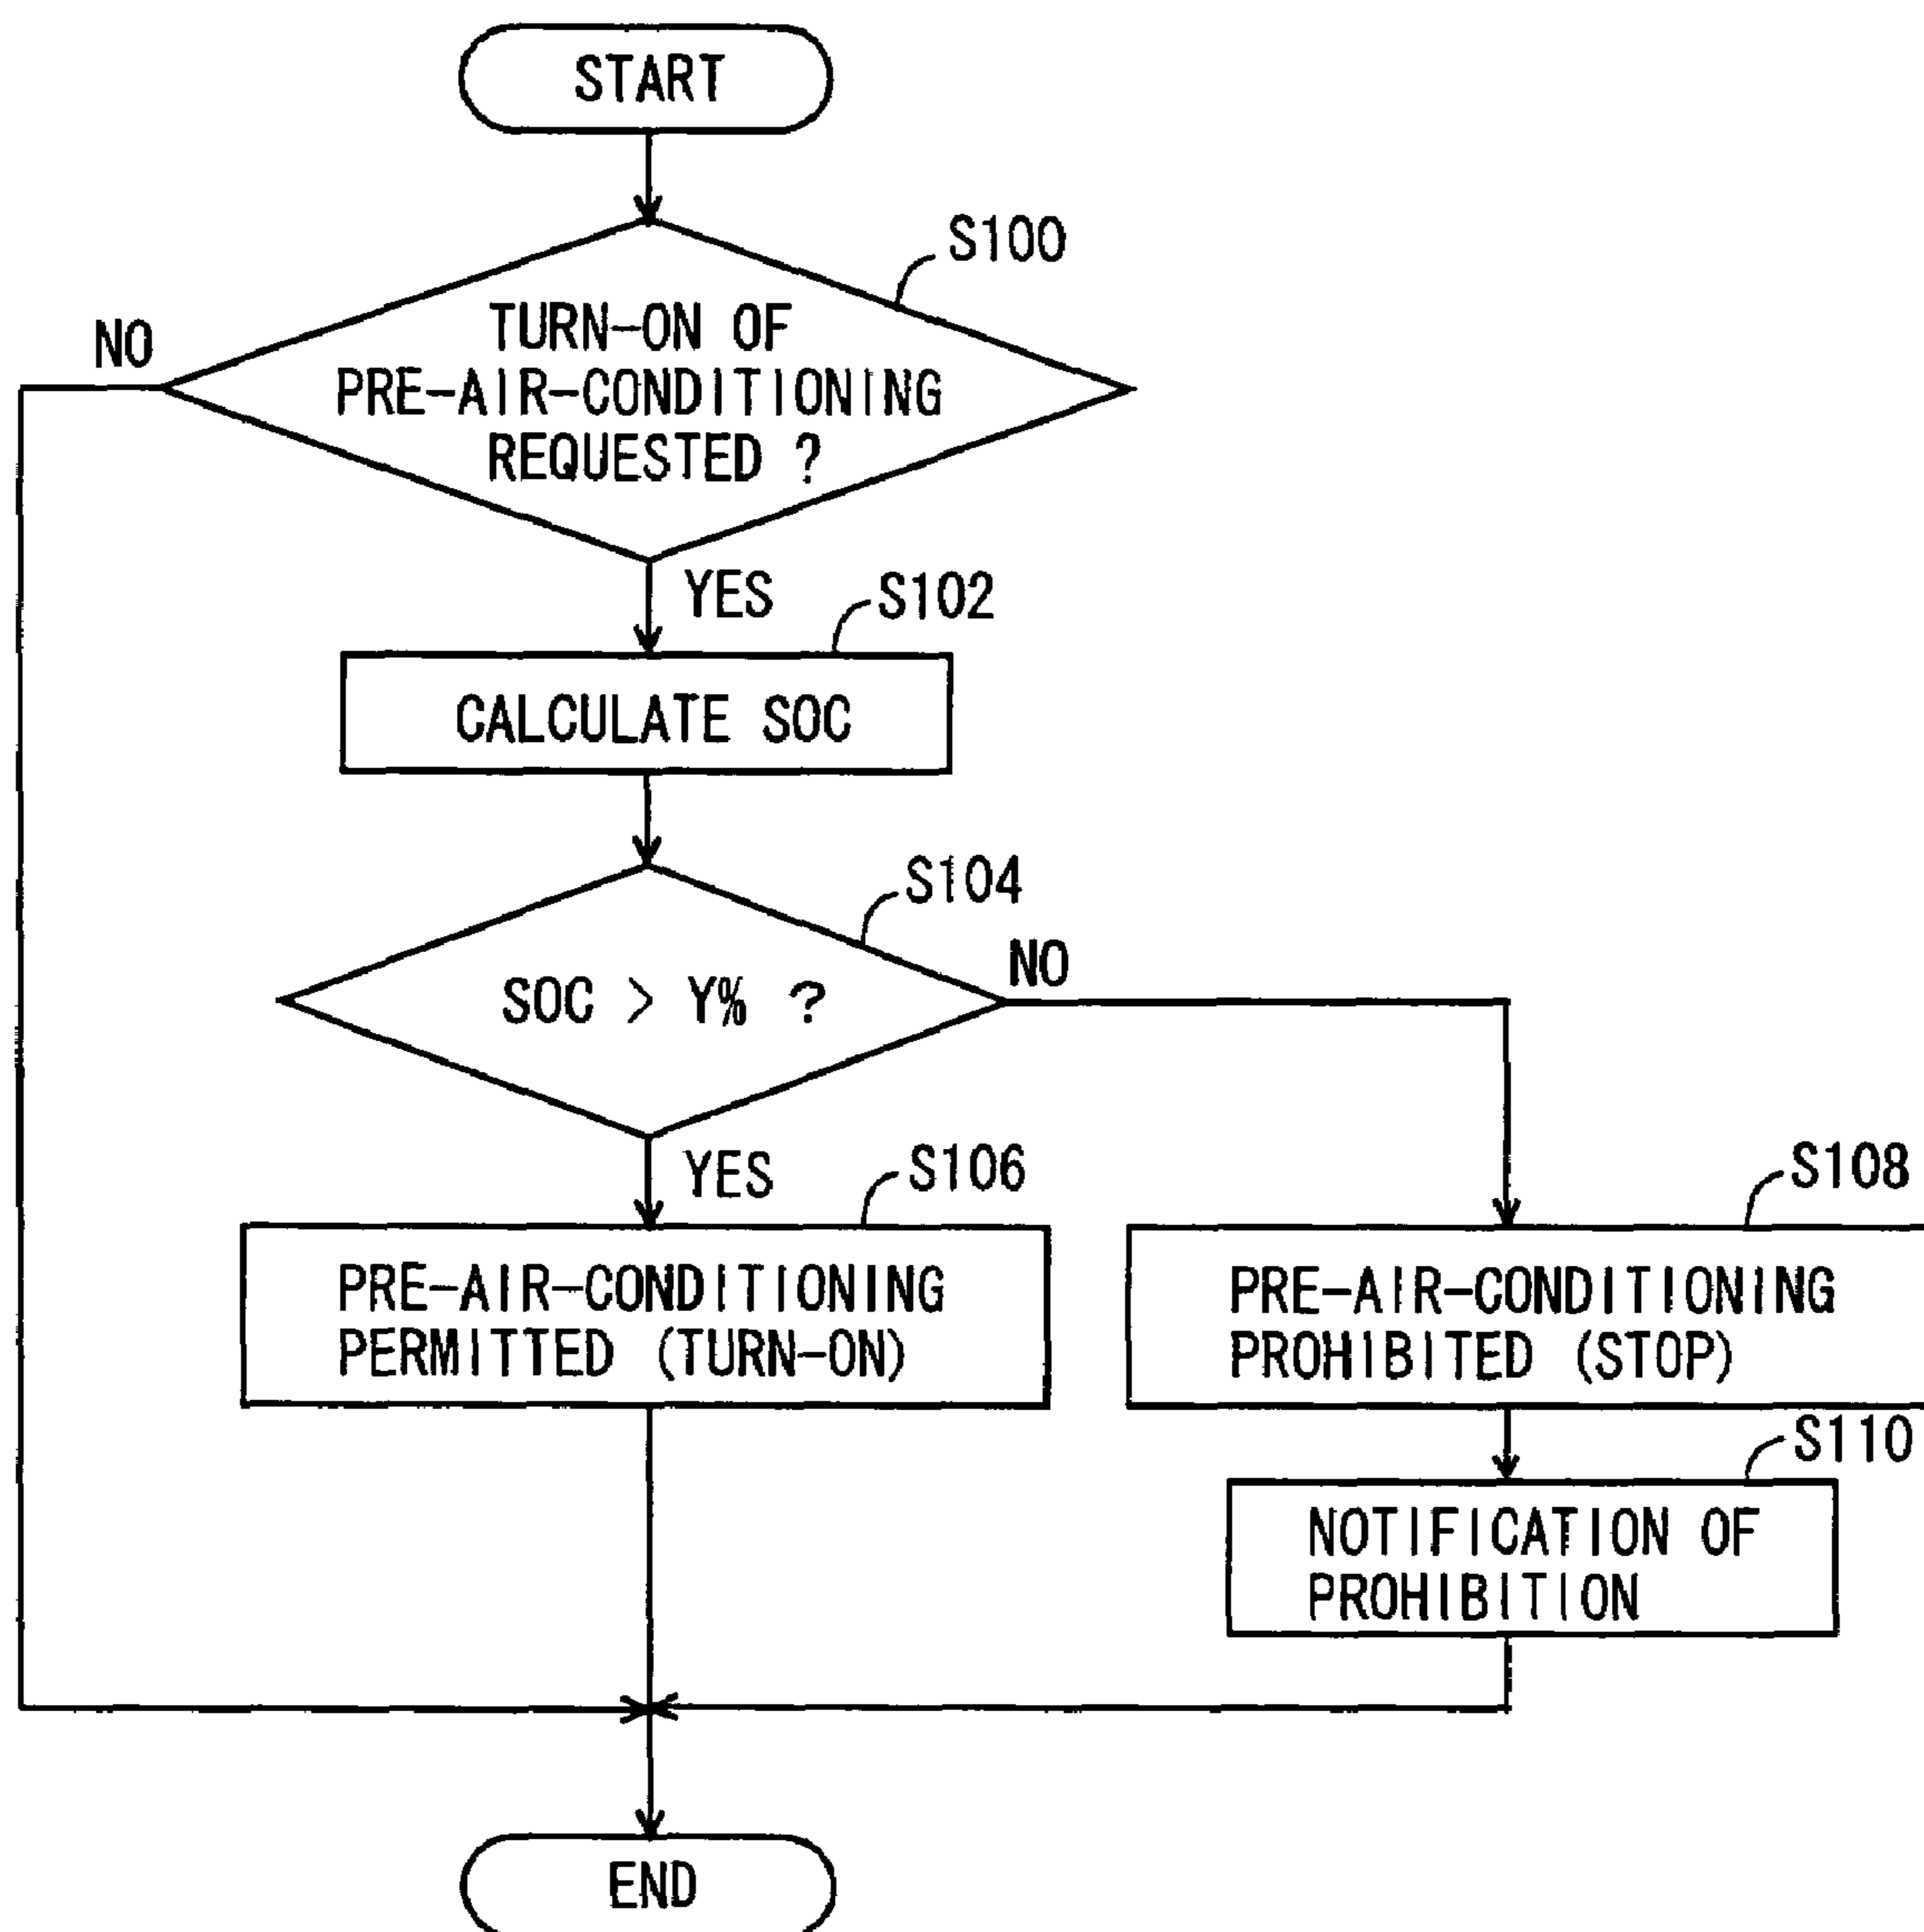 START
S100
TURN-ON OF
PRE-AIR-CONDITIONING
REQUESTED ?
NO
YES
S102
CALCULATE SOC
S104
SOC > Y% ?
NO
YES
S106
PRE-AIR-CONDITIONING
PERMITTED (TURN-ON)
S108
PRE-AIR-CONDITIONING
PROHIBITED (STOP)
S110
NOTIFICATION OF
PROHIBITION
END